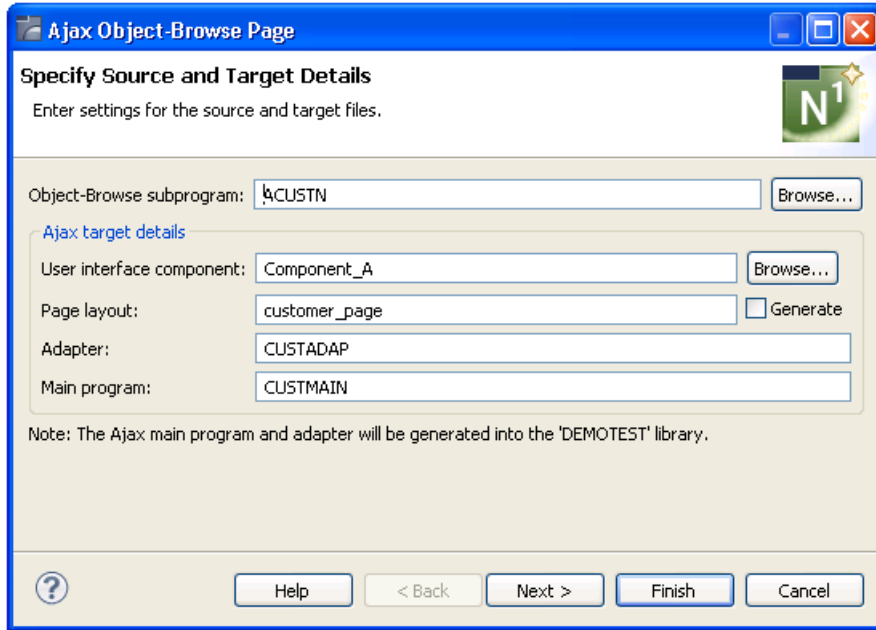 Ajax Object-Browse Page
Specify Source and Target Details
Enter settings for the source and target files.
N1
Object-Browse subprogram: ACUSTN Browse...
Ajax target details
User interface component: Component_A Browse...
Page layout: customer_page Generate
Adapter: CUSTADAP
Main program: CUSTMAIN
Note: The Ajax main program and adapter will be generated into the 'DEMOTEST' library.
? Help < Back Next > Finish Cancel